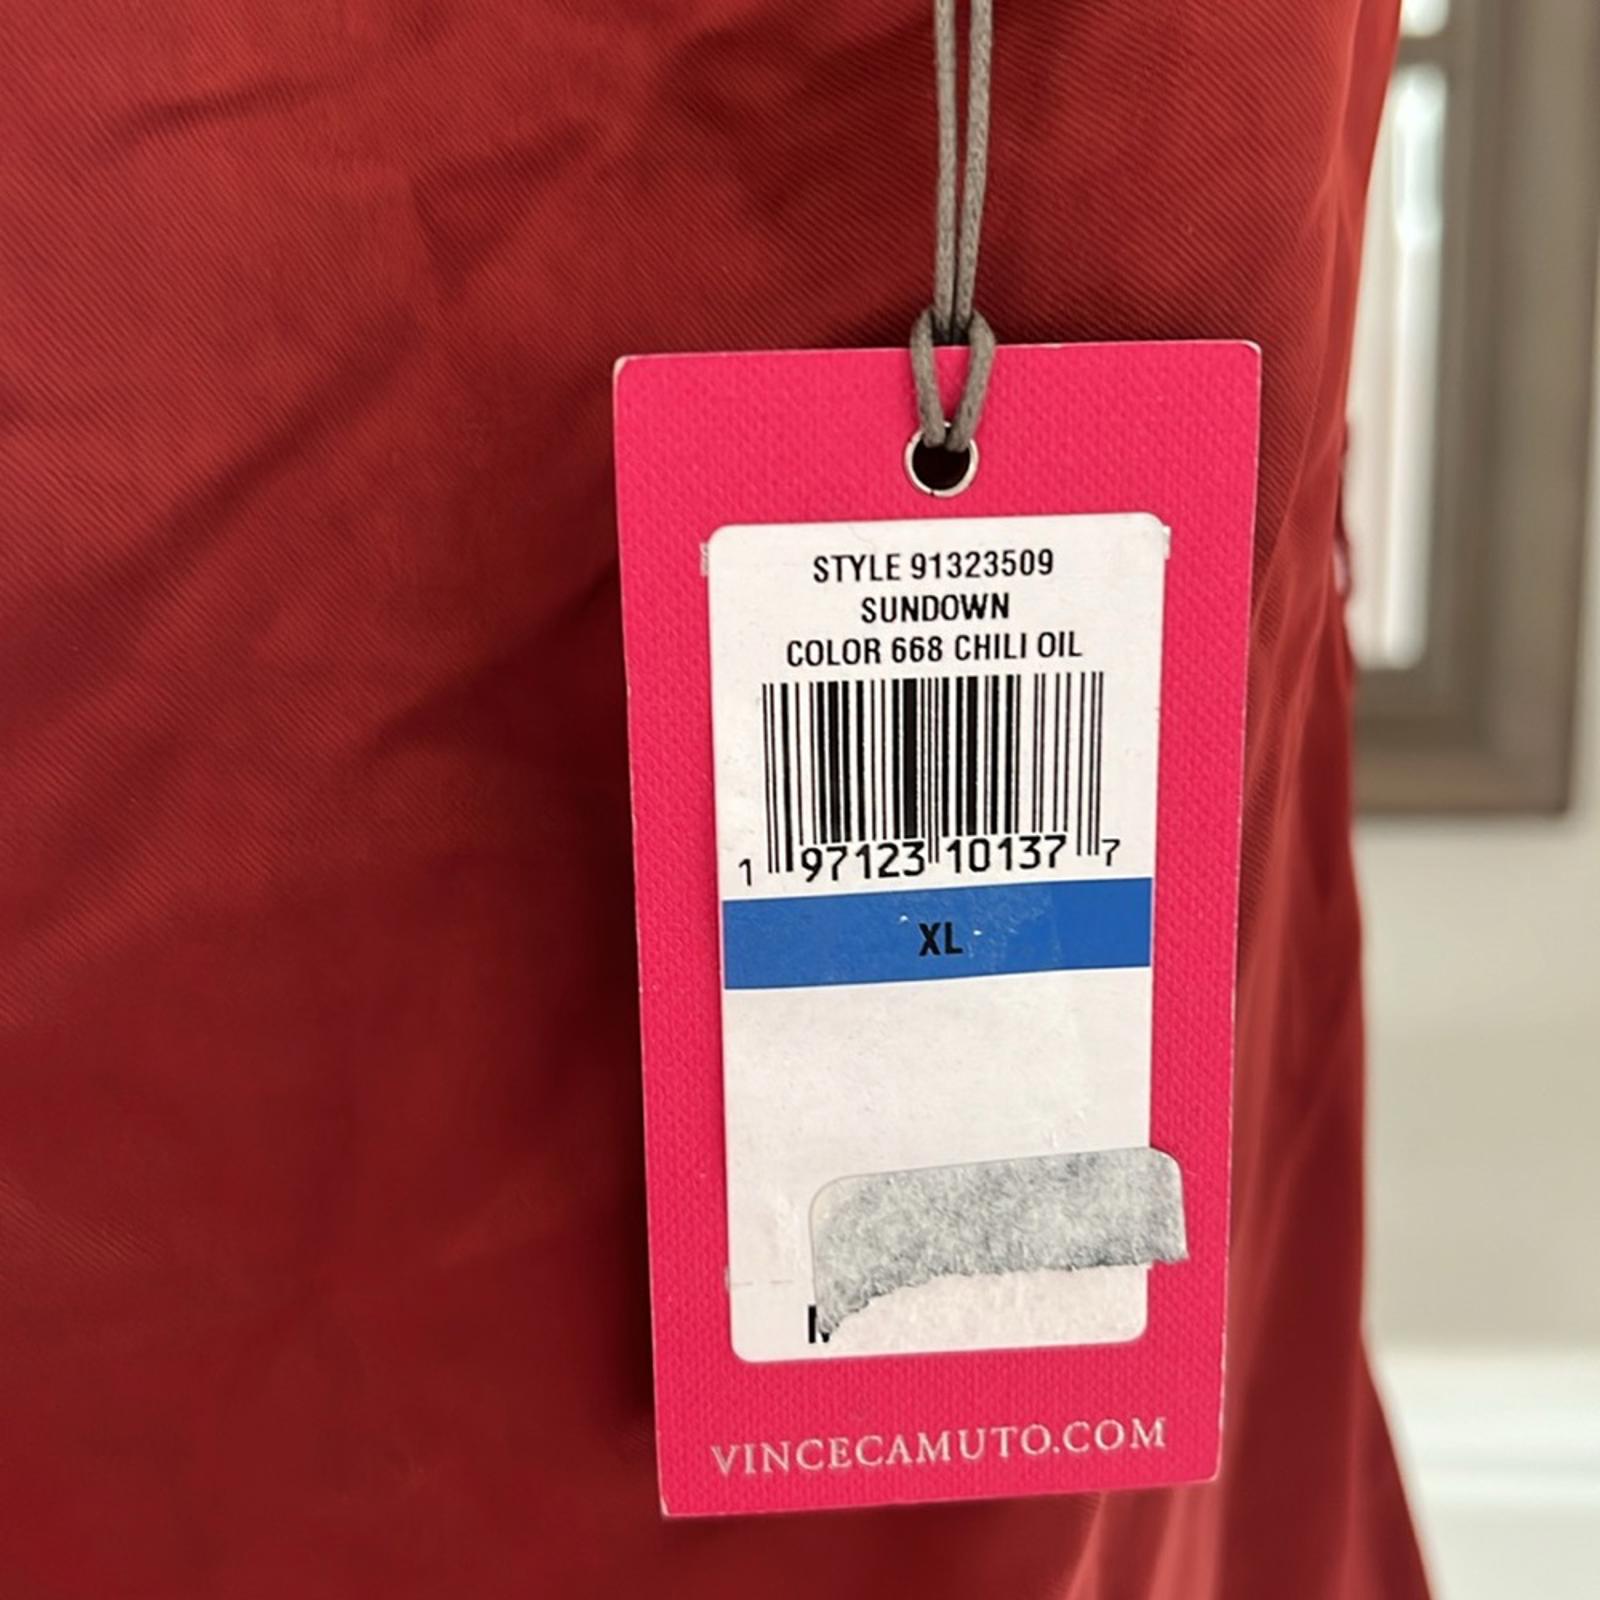 STYLE 91323509
SUNDOWN
COLOR 668 CHILI OIL
1 97123 10137 7
XL
VINCECAMUTO.COM